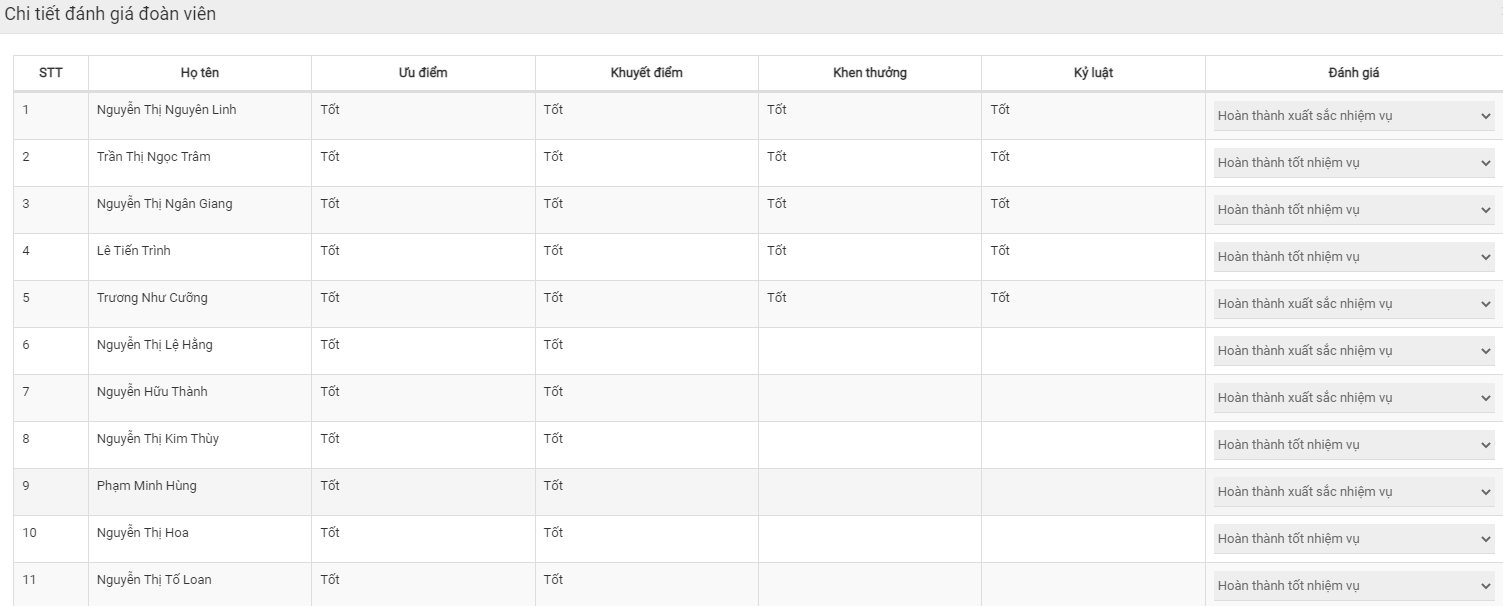 Chi tiết đánh giá đoàn viên
STT Họ tên Ưu điểm Khuyết điểm Khen thưởng Kỷ luật Đánh giá
1 Nguyễn Thị Nguyên Linh Tốt Tốt Tốt Tốt Hoàn thành xuất sắc nhiệm vụ
2 Trần Thị Ngọc Trâm Tốt Tốt Tốt Tốt Hoàn thành tốt nhiệm vụ
3 Nguyễn Thị Ngân Giang Tốt Tốt Tốt Tốt Hoàn thành tốt nhiệm vụ
4 Lê Tiến Trình Tốt Tốt Tốt Tốt Hoàn thành tốt nhiệm vụ
5 Trương Như Cưỡng Tốt Tốt Tốt Tốt Hoàn thành xuất sắc nhiệm vụ
6 Nguyễn Thị Lệ Hằng Tốt Tốt Hoàn thành xuất sắc nhiệm vụ
7 Nguyễn Hữu Thành Tốt Tốt Hoàn thành xuất sắc nhiệm vụ
8 Nguyễn Thị Kim Thùy Tốt Tốt Hoàn thành tốt nhiệm vụ
9 Phạm Minh Hùng Tốt Tốt Hoàn thành xuất sắc nhiệm vụ
10 Nguyễn Thị Hoa Tốt Tốt Hoàn thành tốt nhiệm vụ
11 Nguyễn Thị Tố Loan Tốt Tốt Hoàn thành tốt nhiệm vụ